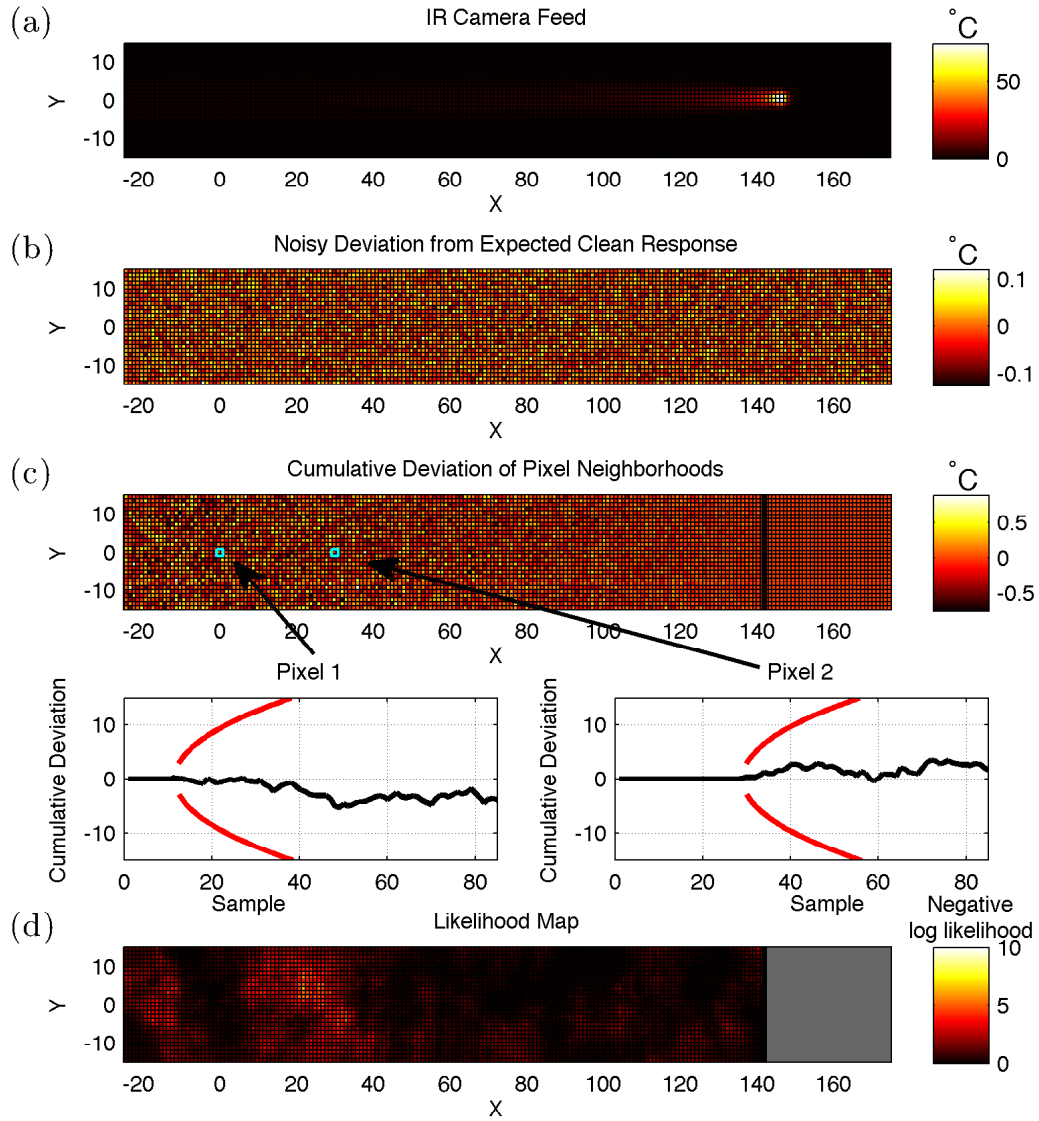 (a)
IR Camera Feed
°C
10
0
-10
Y
50
0
-20 0 20 40 60 80 100 120 140 160
X
(b)
Noisy Deviation from Expected Clean Response
°C
10
0
-10
Y
0.1
0
-0.1
-20 0 20 40 60 80 100 120 140 160
X
(c)
Cumulative Deviation of Pixel Neighborhoods
°C
10
0
-10
Y
0.5
0
-0.5
-20 0 20 40 60 80 100 120 140 160
X
Pixel 1
Cumulative Deviation
10
0
-10
0 20 40 60 80
Sample
Pixel 2
Cumulative Deviation
10
0
-10
0 20 40 60 80
Sample
(d)
Likelihood Map
Negative
log likelihood
10
0
-10
Y
10
5
0
-20 0 20 40 60 80 100 120 140 160
X